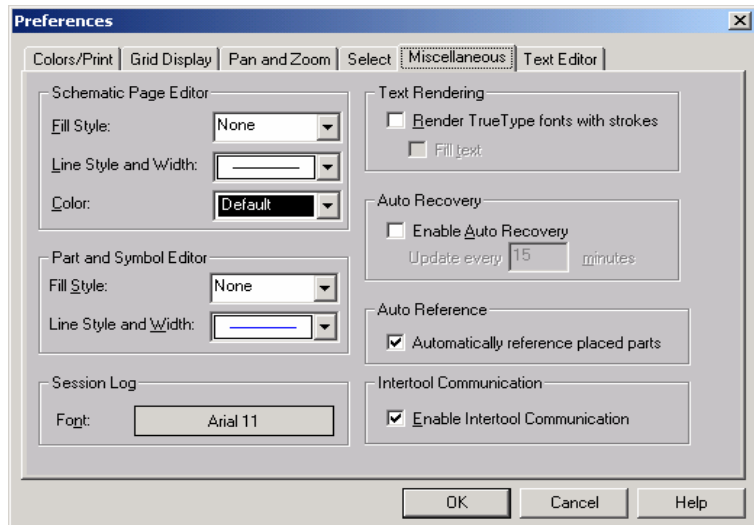 Preferences
Colors/Print Grid Display Pan and Zoom Select Miscellaneous Text Editor
Schematic Page Editor
Fill Style: None
Line Style and Width:
Color: Default
Part and Symbol Editor
Fill Style: None
Line Style and Width:
Session Log
Font: Arial 11
Text Rendering
Render TrueType fonts with strokes
Fill text
Auto Recovery
Enable Auto Recovery
Update every 15 minutes
Auto Reference
Automatically reference placed parts
Intertool Communication
Enable Intertool Communication
OK Cancel Help